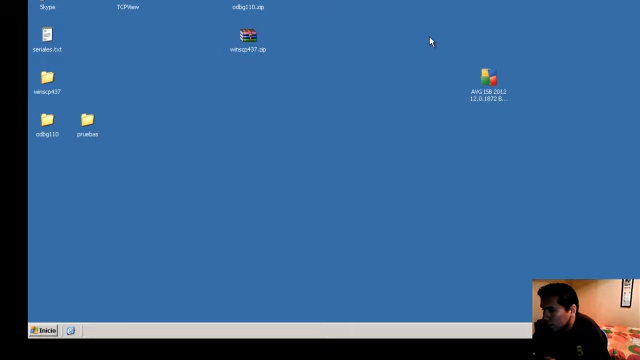 Skype
TCPView
odbg110.zip
seriales.txt
winscp437.zip
winscp437
AVG ISB 2012
12.0.1872 B...
odbg110
pruebas
Inicio